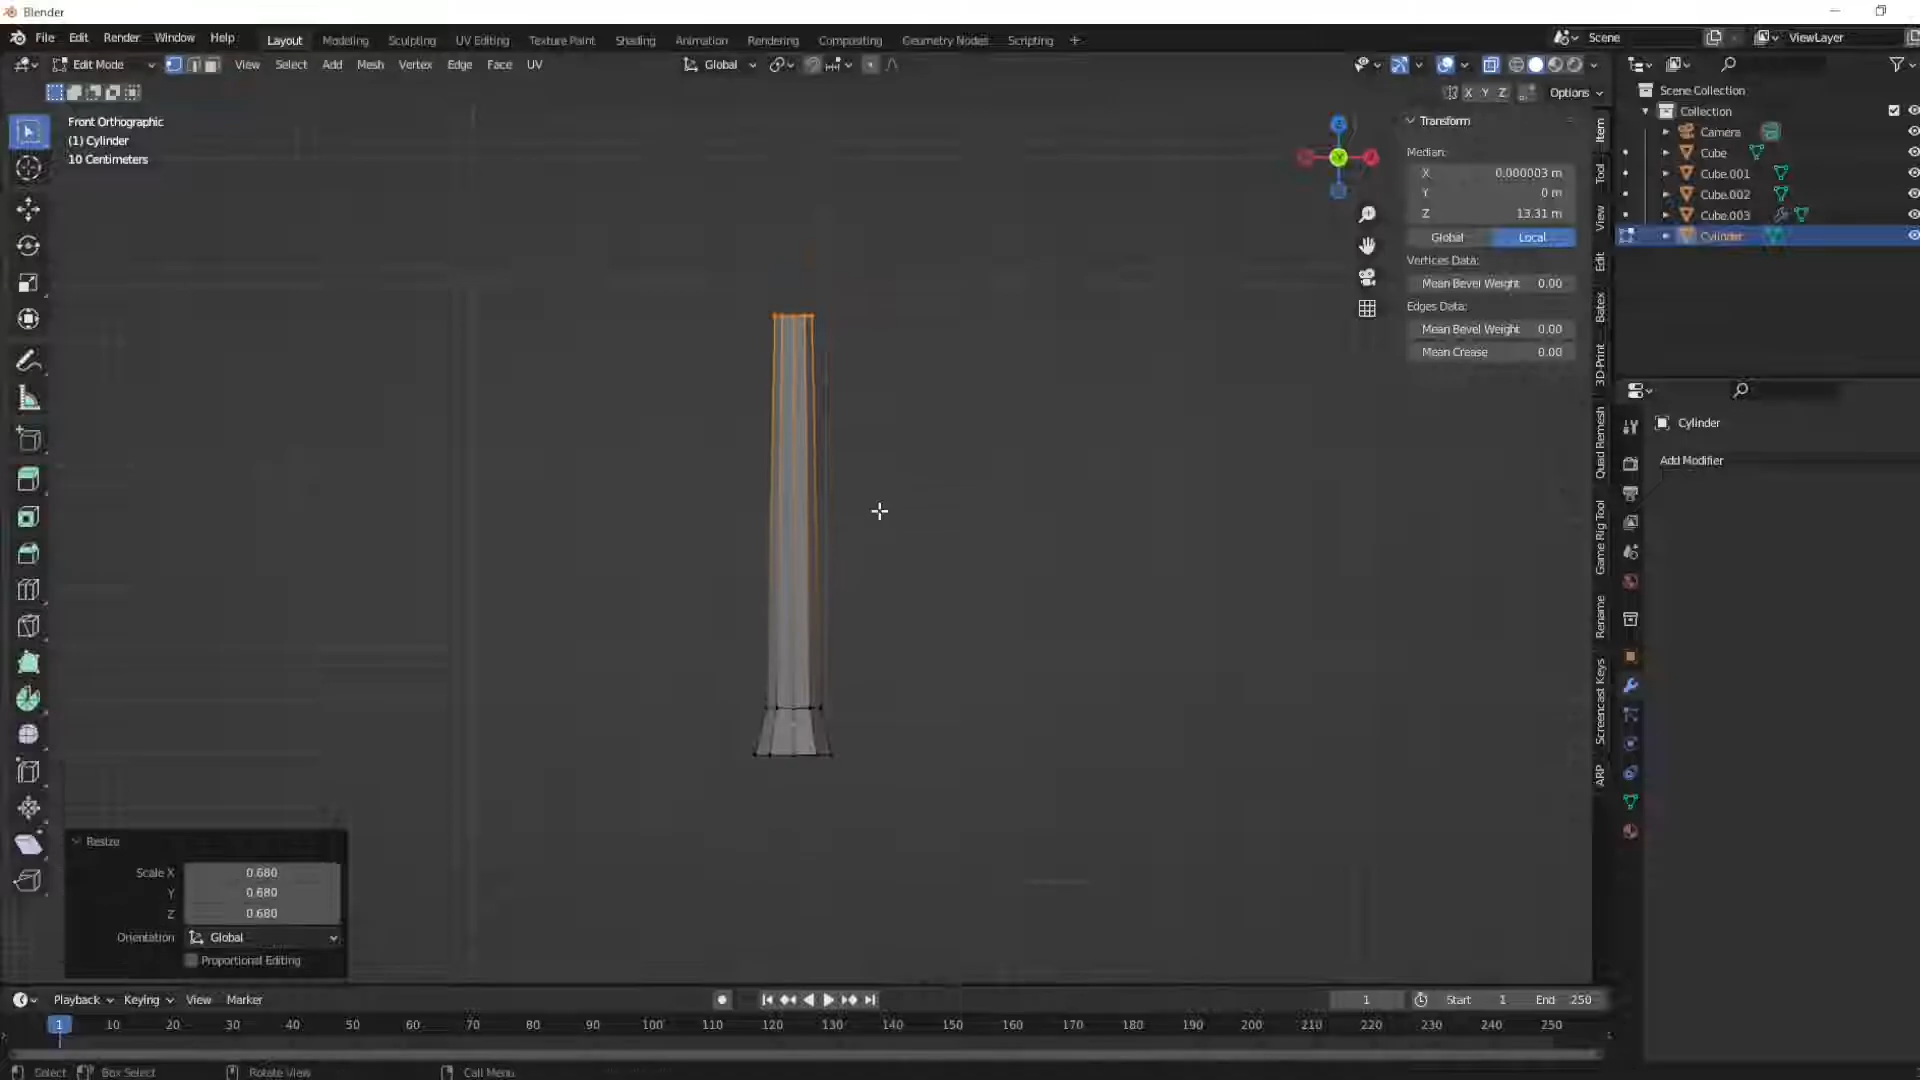 Blender
File Edit Render Window Help
Layout Modeling Sculpting UV Editing Texture Paint Shading Animation Rendering Compositing Geometry Nodes Scripting +
Scene
ViewLayer
Edit Mode View Select Add Mesh Vertex Edge Face UV
Global
X Y Z Options
Front Orthographic
(1) Cylinder
10 Centimeters
Transform
Median:
X 0.000003 m
Y 0 m
Z 13.31 m
Global Local
Vertices Data:
Mean Bevel Weight 0.00
Edges Data:
Mean Bevel Weight 0.00
Mean Crease 0.00
Item
Tool
View
Edit
Batex
3D-Print
Quad Remesh
Game Rig Tool
Rename
Screencast Keys
ARP
Scene Collection
Collection
Camera
Cube
Cube.001
Cube.002
Cube.003
Cylinder
Cylinder
Add Modifier
Resize
Scale X 0.680
Y 0.680
Z 0.680
Orientation Global
Proportional Editing
Playback Keying View Marker
1 Start 1 End 250
1 10 20 30 40 50 60 70 80 90 100 110 120 130 140 150 160 170 180 190 200 210 220 230 240 250
Select Box Select Rotate View Call Menu